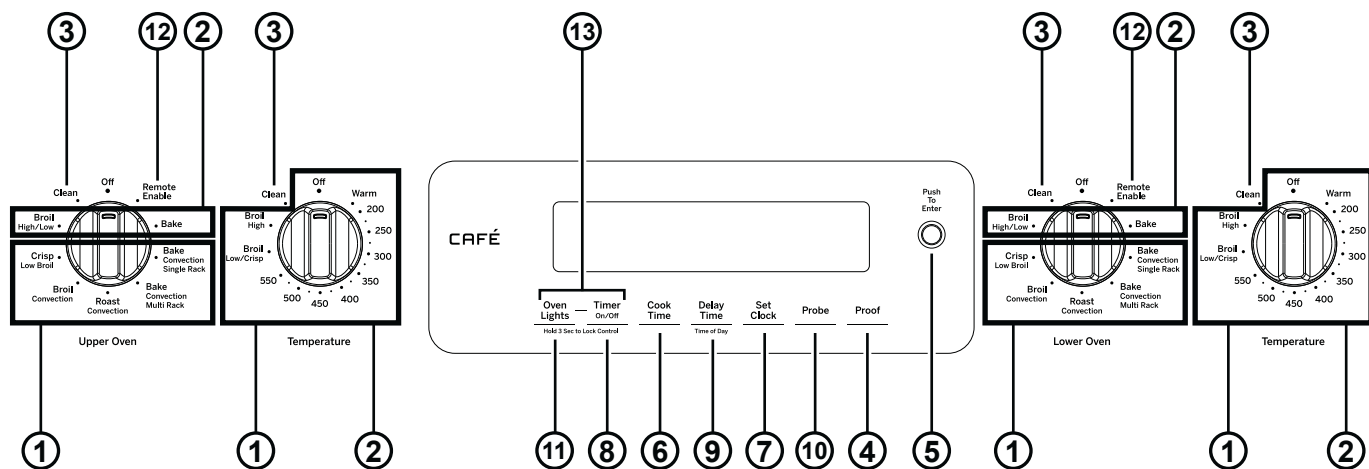 3 12 2 3 13 3 12 2 3
Off
Clean
Remote
Enable
Broil
High/Low
Bake
Crisp
Low Broil
Bake
Convection
Single Rack
Broil
Convection
Roast
Convection
Bake
Convection
Multi Rack
Upper Oven
Off
Clean
Warm
Broil
High
200
250
Broil
Low/Crisp
300
550
350
500
400
450
Temperature
CAFÉ
Push
To
Enter
Oven
Lights
Timer
On/Off
Hold 3 Sec to Lock Control
Cook
Time
Delay
Time
Time of Day
Set
Clock
Probe
Proof
Off
Clean
Remote
Enable
Broil
High/Low
Bake
Crisp
Low Broil
Bake
Convection
Single Rack
Broil
Convection
Roast
Convection
Bake
Convection
Multi Rack
Lower Oven
Off
Clean
Warm
Broil
High
200
250
Broil
Low/Crisp
300
550
350
500
400
450
Temperature
1 1 2 11 8 6 9 7 10 4 5 1 1 2